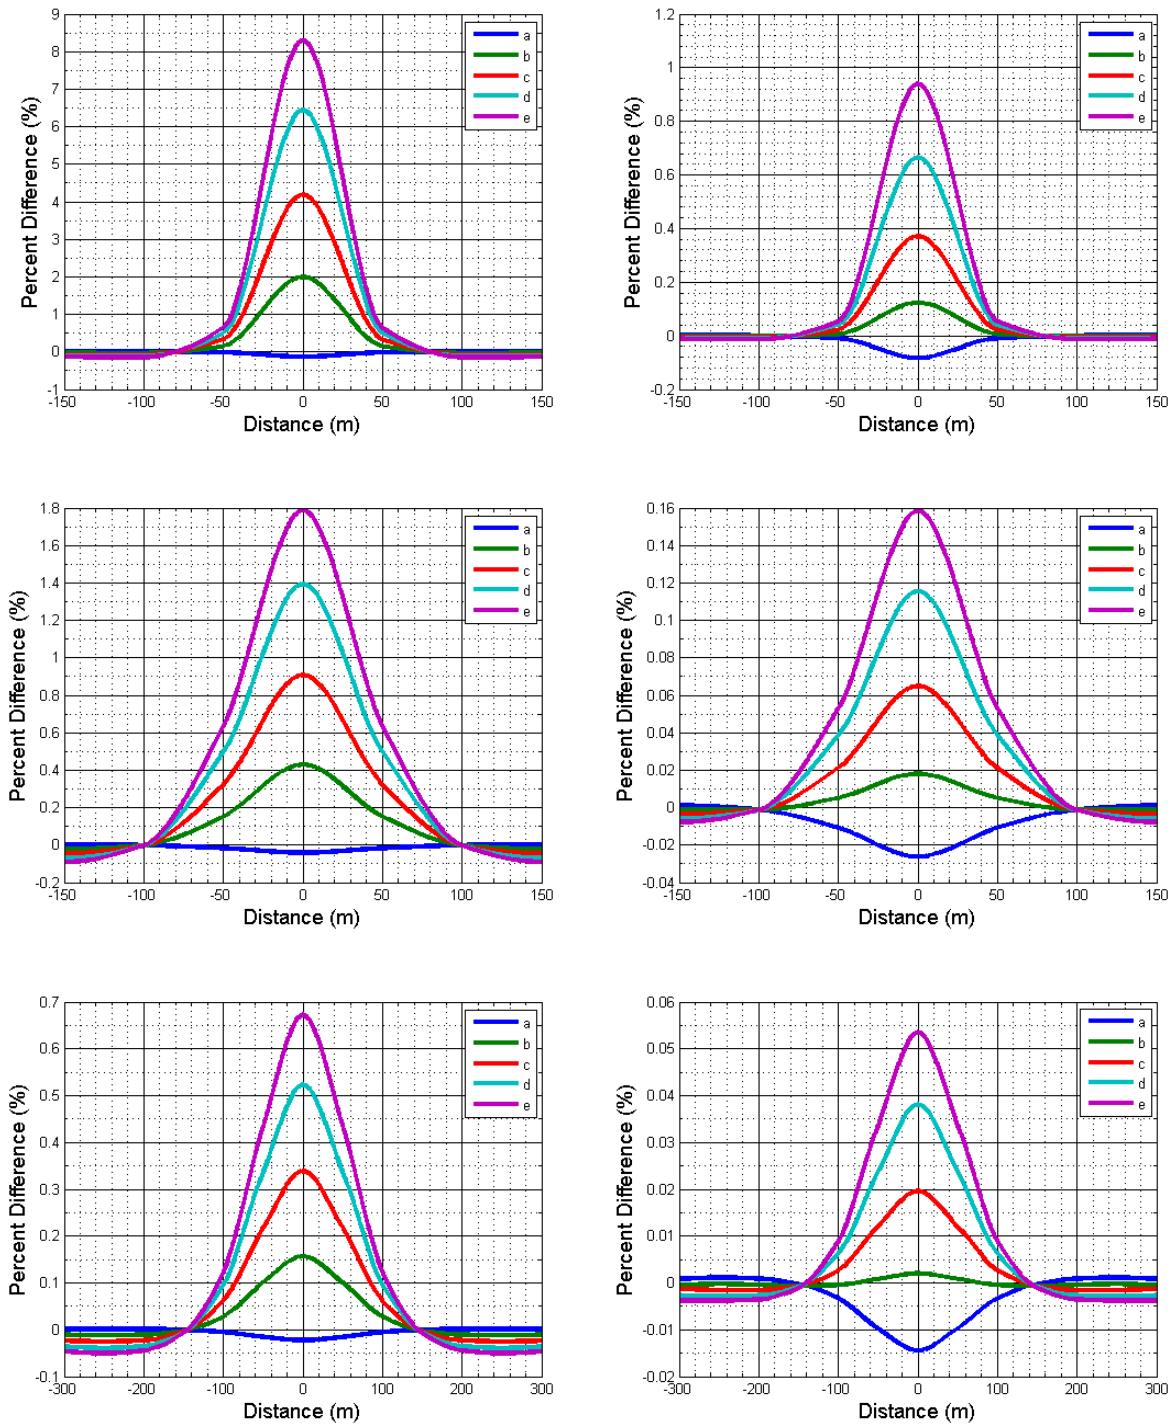 9
8
7
6
5
4
3
2
1
0
-1
-150 -100 -50 0 50 100 150
Percent Difference (%)
Distance (m)
a
b
c
d
e
1.2
1
0.8
0.6
0.4
0.2
0
-0.2
-150 -100 -50 0 50 100 150
Percent Difference (%)
Distance (m)
a
b
c
d
e
1.8
1.6
1.4
1.2
1
0.8
0.6
0.4
0.2
0
-0.2
-150 -100 -50 0 50 100 150
Percent Difference (%)
Distance (m)
a
b
c
d
e
0.16
0.14
0.12
0.1
0.08
0.06
0.04
0.02
0
-0.02
-0.04
-150 -100 -50 0 50 100 150
Percent Difference (%)
Distance (m)
a
b
c
d
e
0.7
0.6
0.5
0.4
0.3
0.2
0.1
0
-0.1
-300 -200 -100 0 100 200 300
Percent Difference (%)
Distance (m)
a
b
c
d
e
0.06
0.05
0.04
0.03
0.02
0.01
0
-0.01
-0.02
-300 -200 -100 0 100 200 300
Percent Difference (%)
Distance (m)
a
b
c
d
e